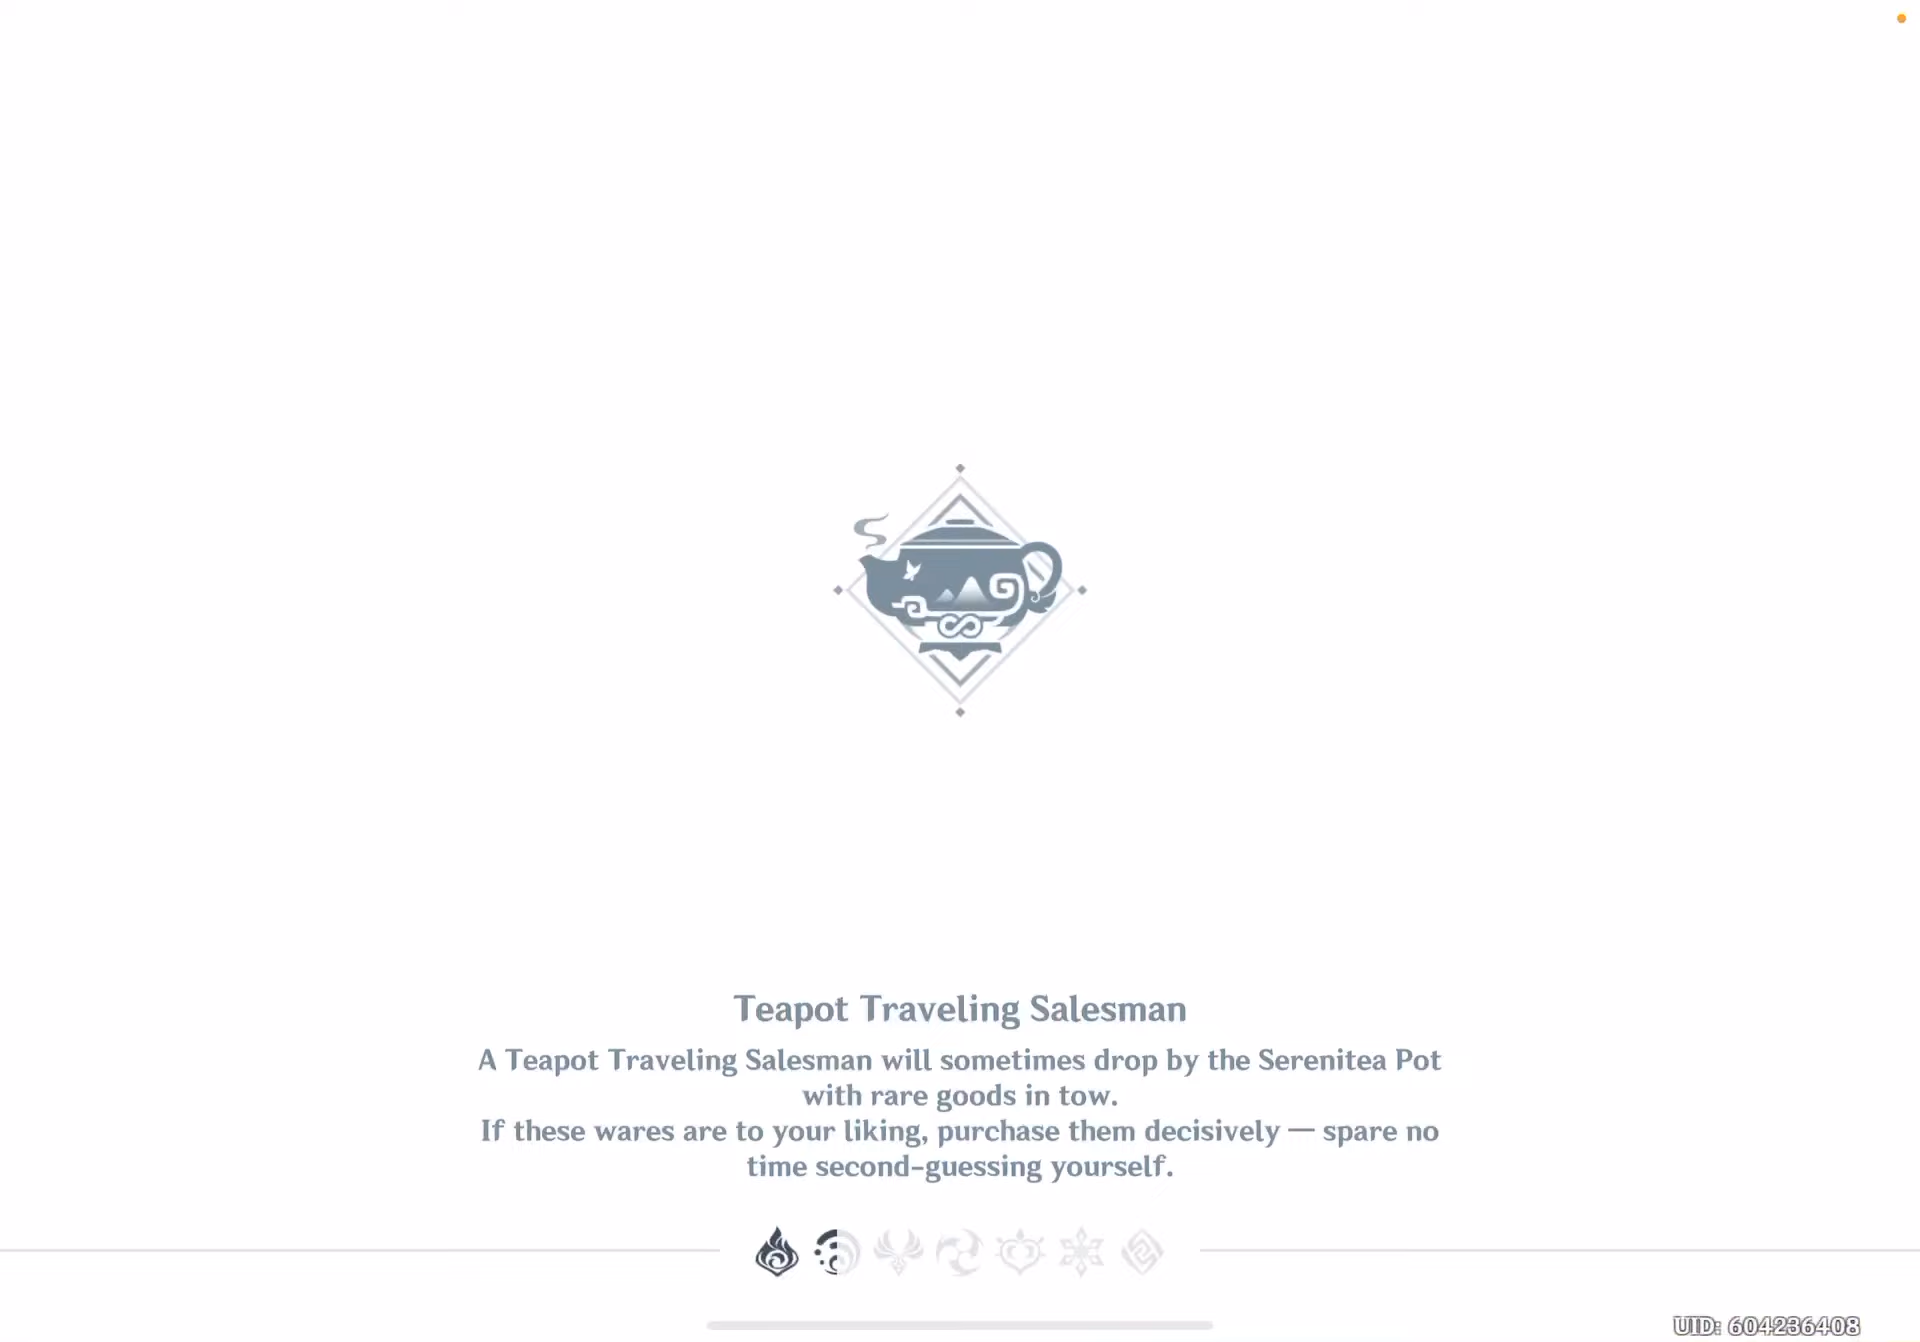 Teapot Traveling Salesman
A Teapot Traveling Salesman will sometimes drop by the Serenitea Pot
with rare goods in tow.
If these wares are to your liking, purchase them decisively — spare no
time second-guessing yourself.
UID: 604236408